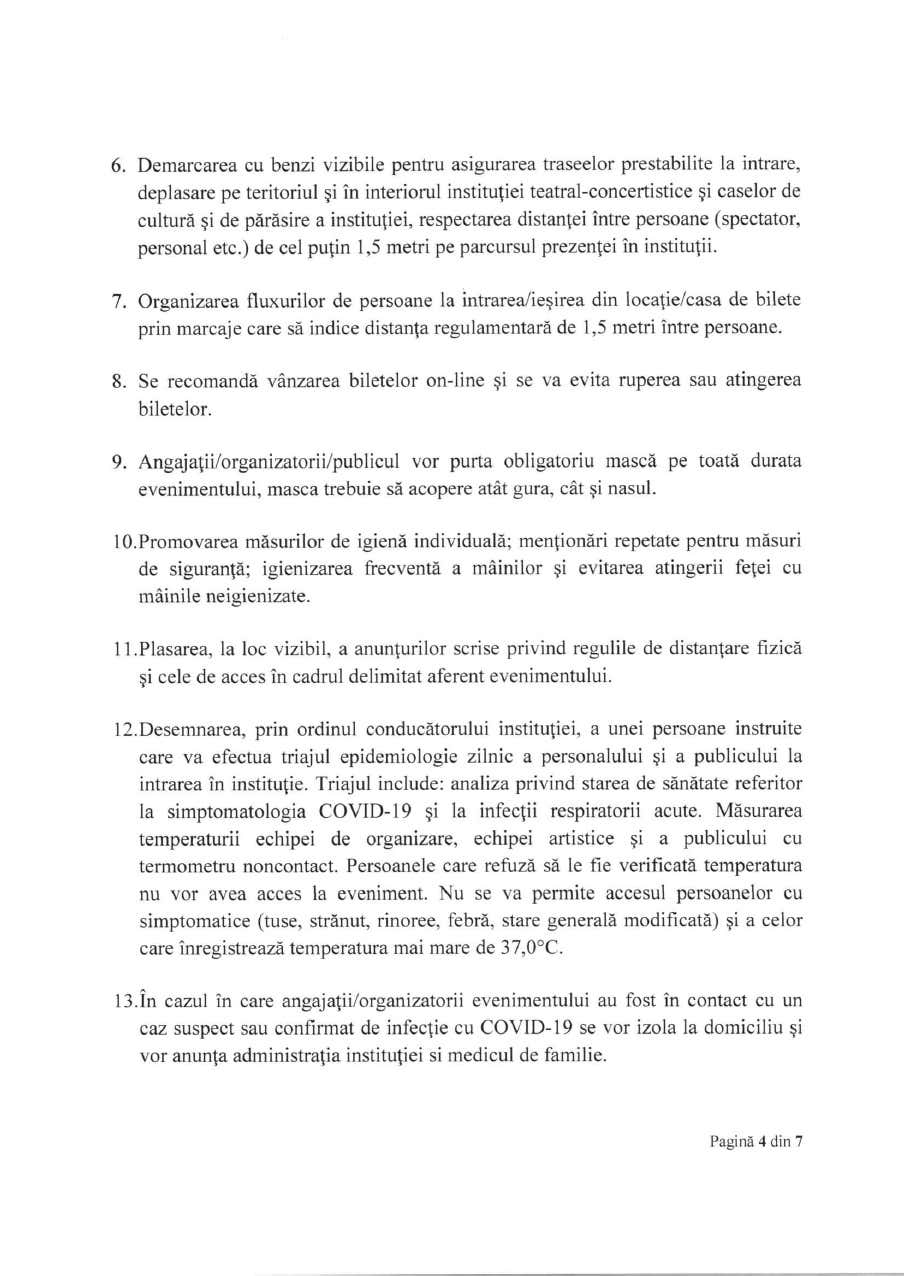 6. Demarcarea cu benzi vizibile pentru asigurarea traseelor prestabilite la intrare,
deplasare pe teritoriul şi în interiorul instituţiei teatral-concertistice şi caselor de
cultură şi de părăsire a instituţiei, respectarea distanţei între persoane (spectator,
personal etc.) de cel puţin 1,5 metri pe parcursul prezenţei în instituţii.
7. Organizarea fluxurilor de persoane la intrarea/ieşirea din locaţie/casa de bilete
prin marcaje care să indice distanţa regulamentară de 1,5 metri între persoane.
8. Se recomandă vânzarea biletelor on-line şi se va evita ruperea sau atingerea
biletelor.
9. Angajaţii/organizatorii/publicul vor purta obligatoriu mască pe toată durata
evenimentului, masca trebuie să acopere atât gura, cât şi nasul.
10.Promovarea măsurilor de igienă individuală; menţionări repetate pentru măsuri
de siguranţă; igienizarea frecventă a mâinilor şi evitarea atingerii feţei cu
mâinile neigienizate.
11.Plasarea, la loc vizibil, a anunţurilor scrise privind regulile de distanţare fizică
şi cele de acces în cadrul delimitat aferent evenimentului.
12.Desemnarea, prin ordinul conducătorului instituţiei, a unei persoane instruite
care va efectua triajul epidemiologie zilnic a personalului şi a publicului la
intrarea în instituţie. Triajul include: analiza privind starea de sănătate referitor
la simptomatologia COVID-19 şi la infecţii respiratorii acute. Măsurarea
temperaturii echipei de organizare, echipei artistice şi a publicului cu
termometru noncontact. Persoanele care refuză să le fie verificată temperatura
nu vor avea acces la eveniment. Nu se va permite accesul persoanelor cu
simptomatice (tuse, strănut, rinoree, febră, stare generală modificată) şi a celor
care înregistrează temperatura mai mare de 37,0°C.
13.În cazul în care angajaţii/organizatorii evenimentului au fost în contact cu un
caz suspect sau confirmat de infecţie cu COVID-19 se vor izola la domiciliu şi
vor anunţa administraţia instituţiei si medicul de familie.
Pagină 4 din 7